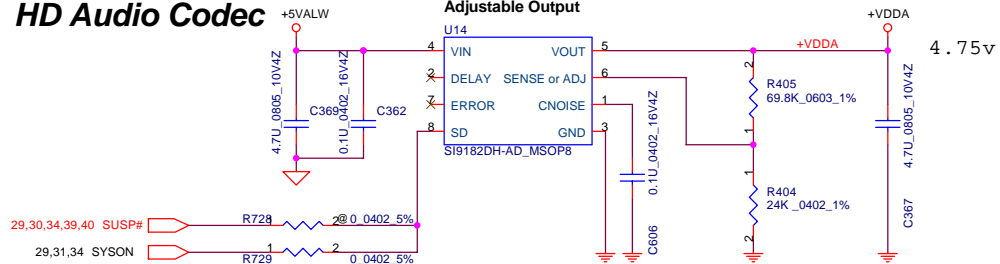 HD Audio Codec
+5VALW
Adjustable Output
+VDDA
U14
4 VIN VOUT 5
+VDDA
4.75v
2 DELAY SENSE or ADJ 6
7 ERROR CNOISE 1
8 SD GND 3
SI9182DH-AD_MSOP8
4.7U_0805_10V4Z
C369
0.1U_0402_16V4Z
C362
0.1U_0402_16V4Z
C606
2
R405
69.8K_0603_1%
1
1
R404
24K _0402_1%
2
4.7U_0805_10V4Z
C367
29,30,34,39,40 SUSP#
R728 1 2 @ 0_0402_5%
29,31,34 SYSON
R729 1 2 0_0402_5%